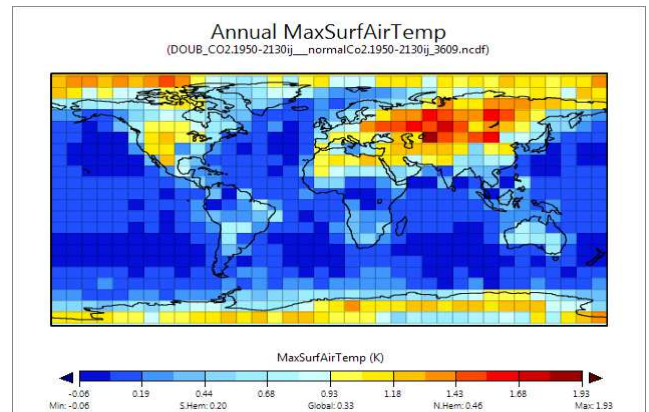 Annual MaxSurfAirTemp
(DOUB_CO2.1950-2130ij__normalCo2.1950-2130ij_3609.ncdf)
MaxSurfAirTemp (K)
-0.06 0.19 0.44 0.68 0.93 1.18 1.43 1.68 1.93
Min: -0.06 S.Hem: 0.20 Global: 0.33 N.Hem: 0.46 Max: 1.93